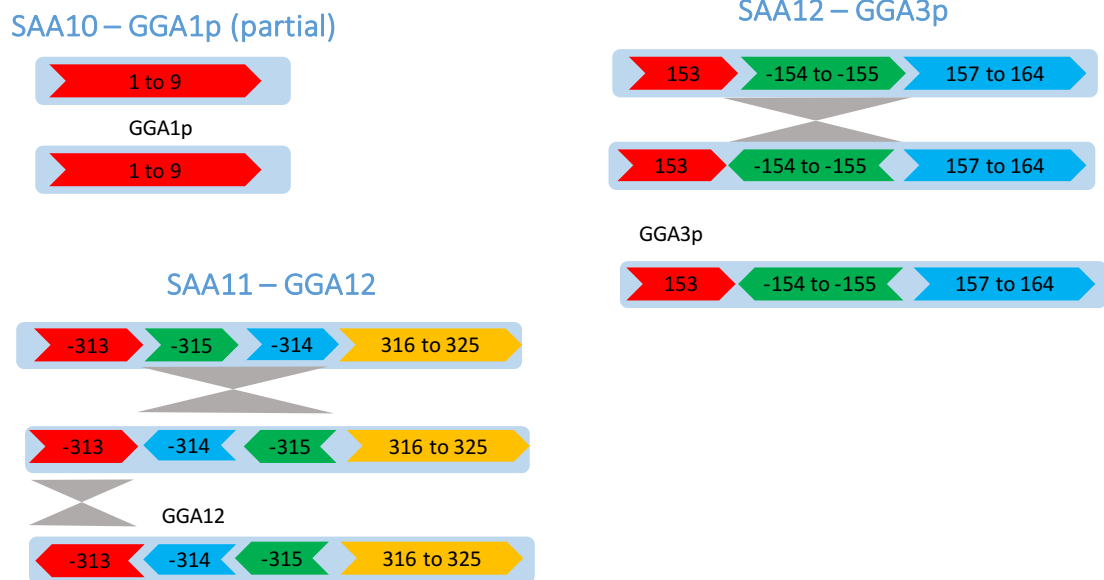 SAA10 – GGA1p (partial)
1 to 9
GGA1p
1 to 9
SAA12 – GGA3p
153 -154 to -155 157 to 164
153 -154 to -155 157 to 164
GGA3p
153 -154 to -155 157 to 164
SAA11 – GGA12
-313 -315 -314 316 to 325
-313 -314 -315 316 to 325
GGA12
-313 -314 -315 316 to 325